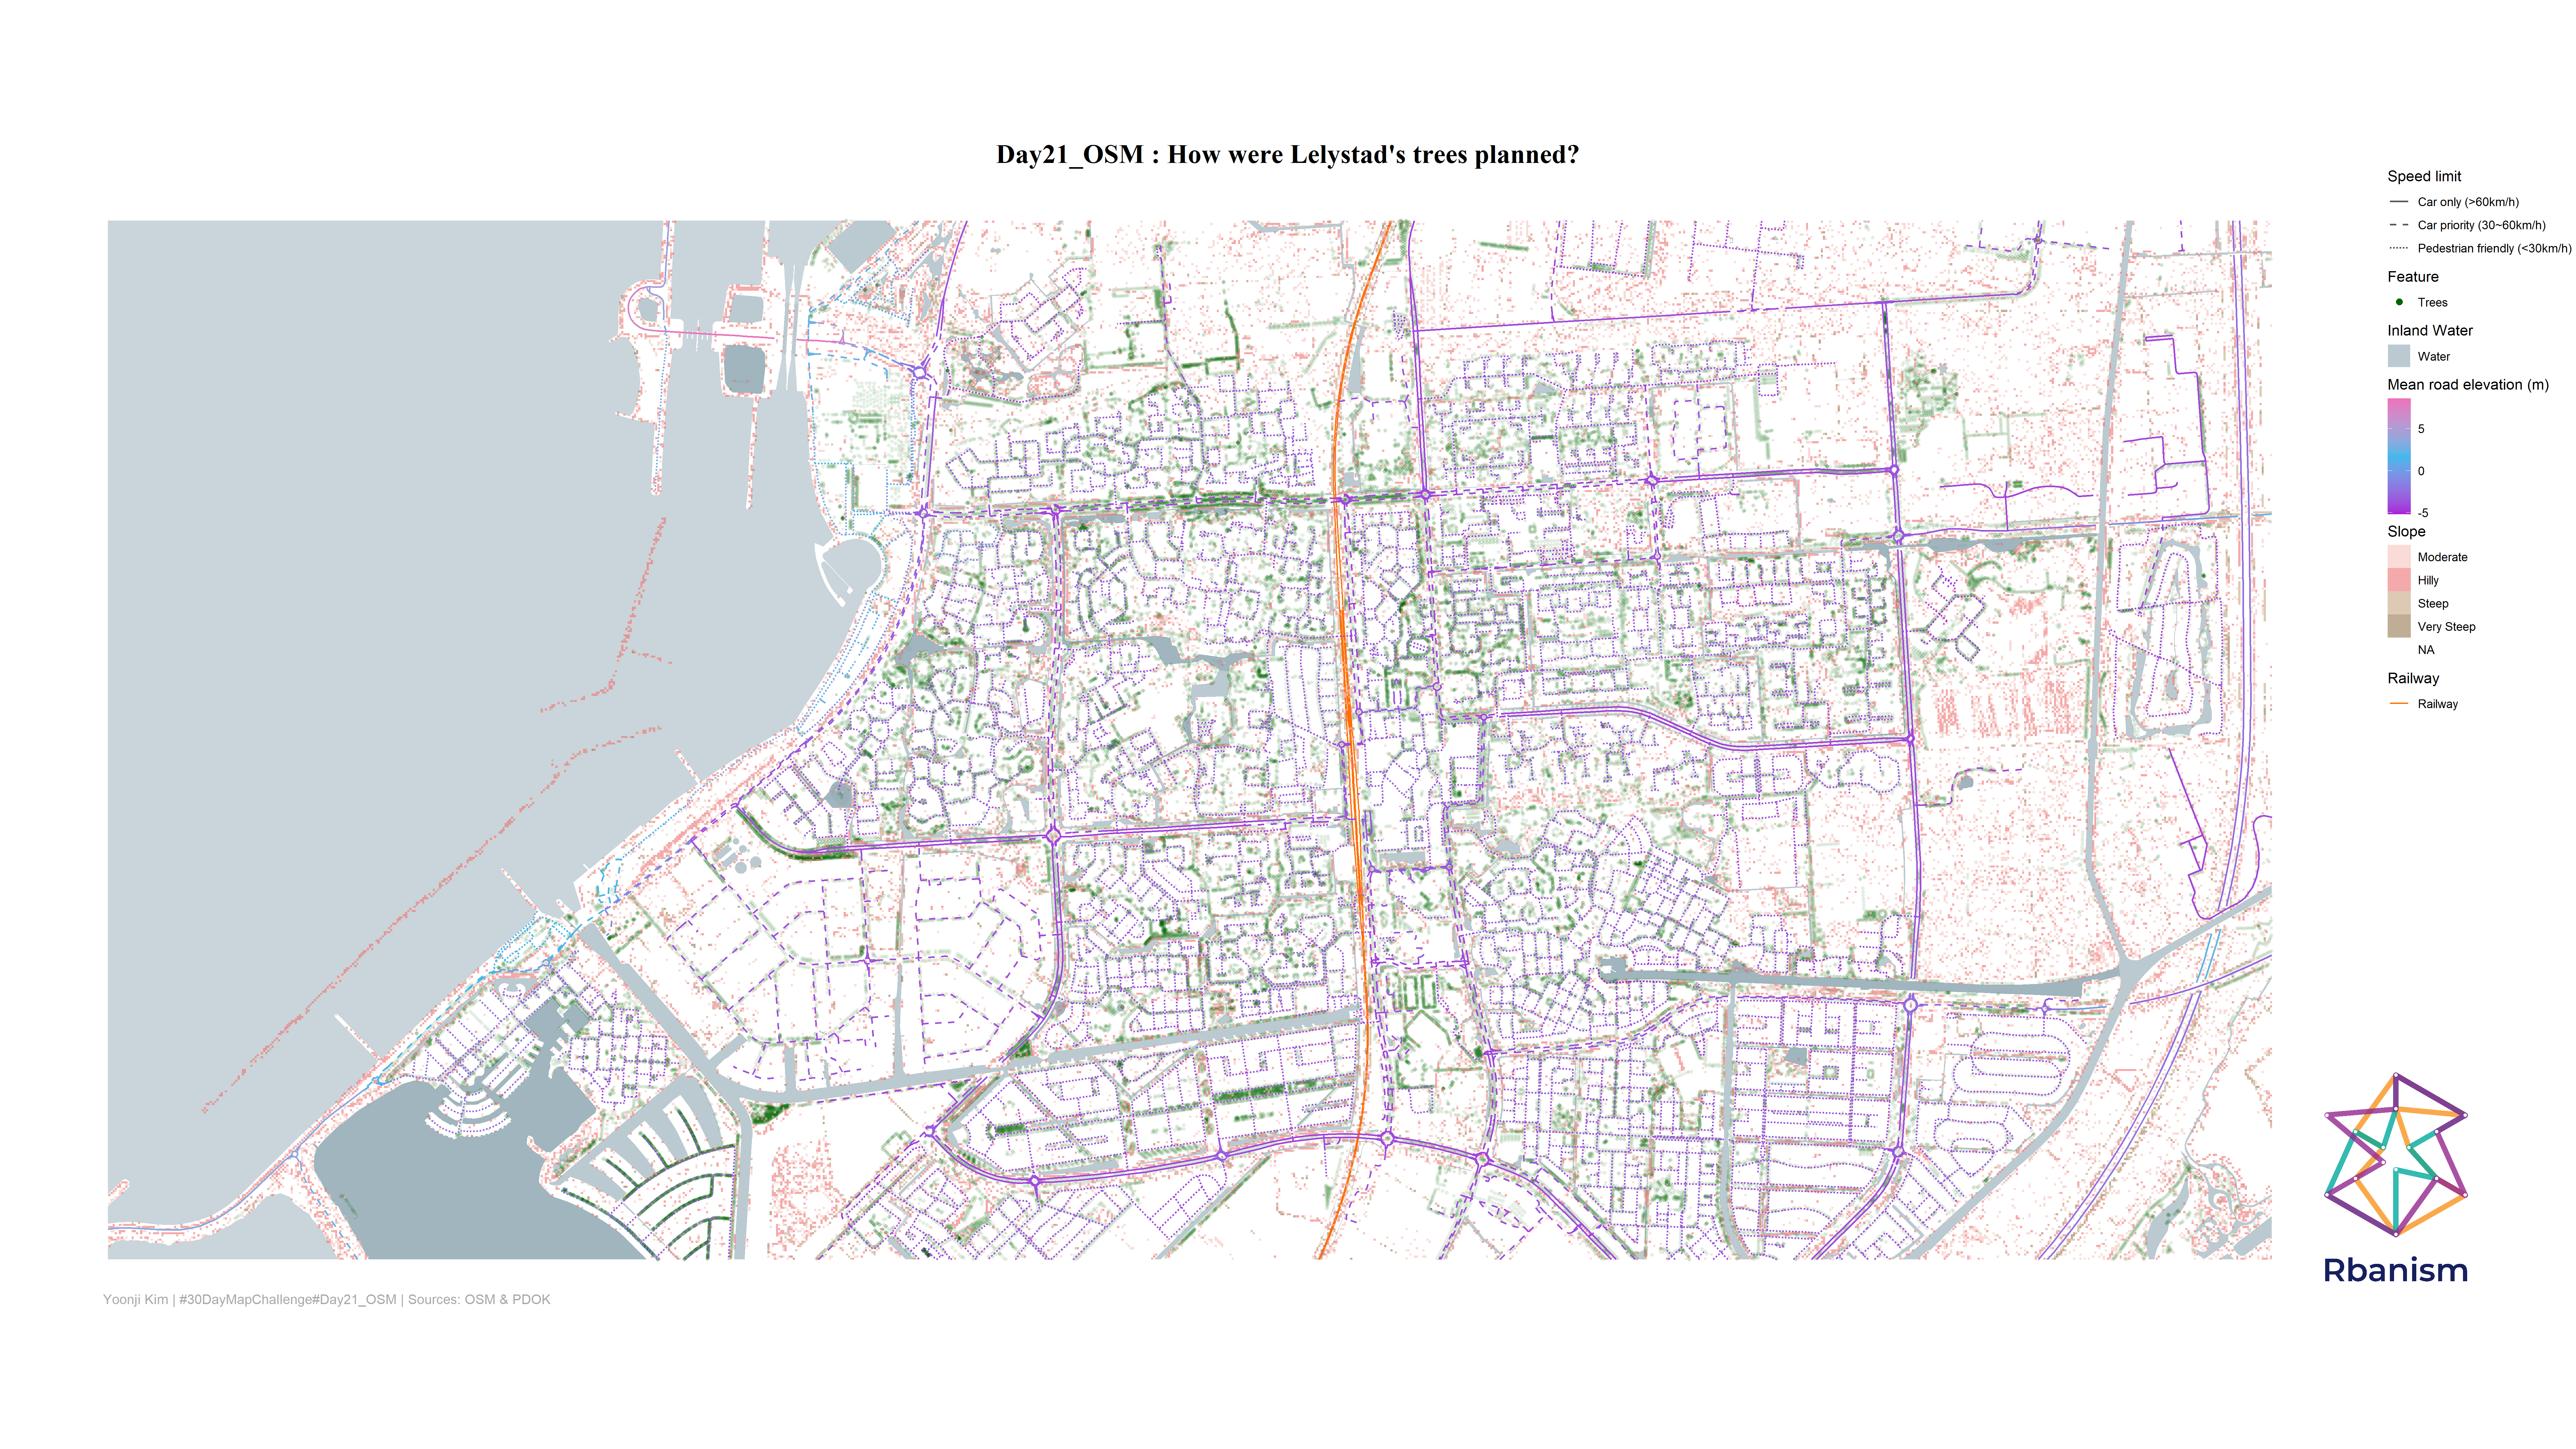 Day21_OSM : How were Lelystad's trees planned?
Speed limit
Car only (>60km/h)
Car priority (30~60km/h)
Pedestrian friendly (<30km/h)
Feature
Trees
Inland Water
Water
Mean road elevation (m)
5
0
-5
Slope
Moderate
Hilly
Steep
Very Steep
NA
Railway
Railway
Rbanism
Yoonji Kim | #30DayMapChallenge#Day21_OSM | Sources: OSM & PDOK